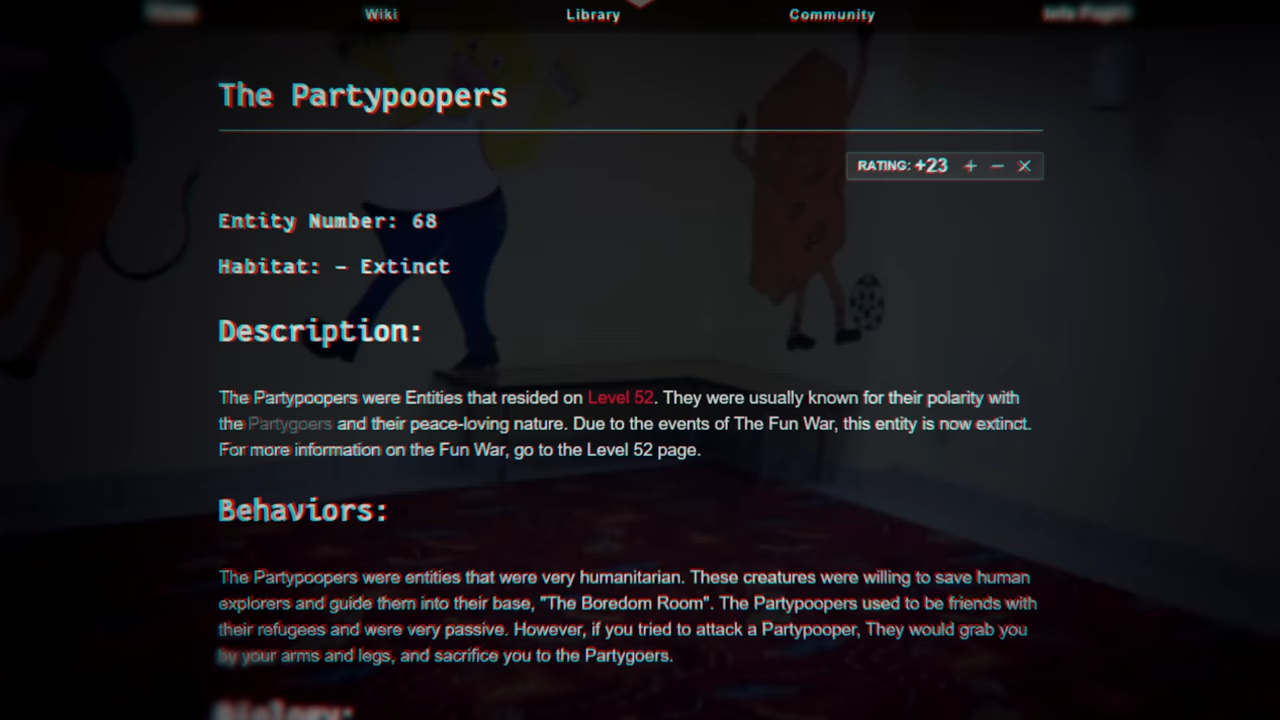 Wiki Library Community
The Partypoopers
RATING: +23 + − ×
Entity Number: 68
Habitat: - Extinct
Description:
The Partypoopers were Entities that resided on Level 52. They were usually known for their polarity with
the Partygoers and their peace-loving nature. Due to the events of The Fun War, this entity is now extinct.
For more information on the Fun War, go to the Level 52 page.
Behaviors:
The Partypoopers were entities that were very humanitarian. These creatures were willing to save human
explorers and guide them into their base, "The Boredom Room". The Partypoopers used to be friends with
their refugees and were very passive. However, if you tried to attack a Partypooper, They would grab you
by your arms and legs, and sacrifice you to the Partygoers.